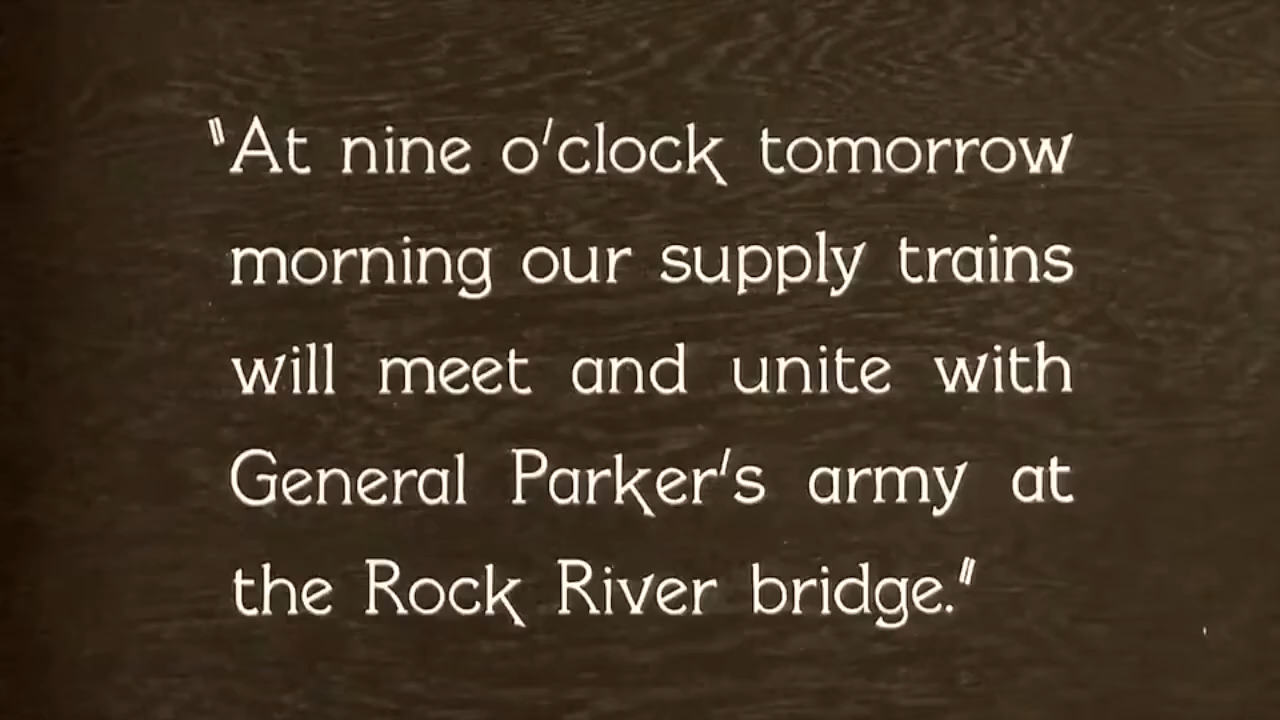 "At nine o'clock tomorrow
morning our supply trains
will meet and unite with
General Parker's army at
the Rock River bridge."